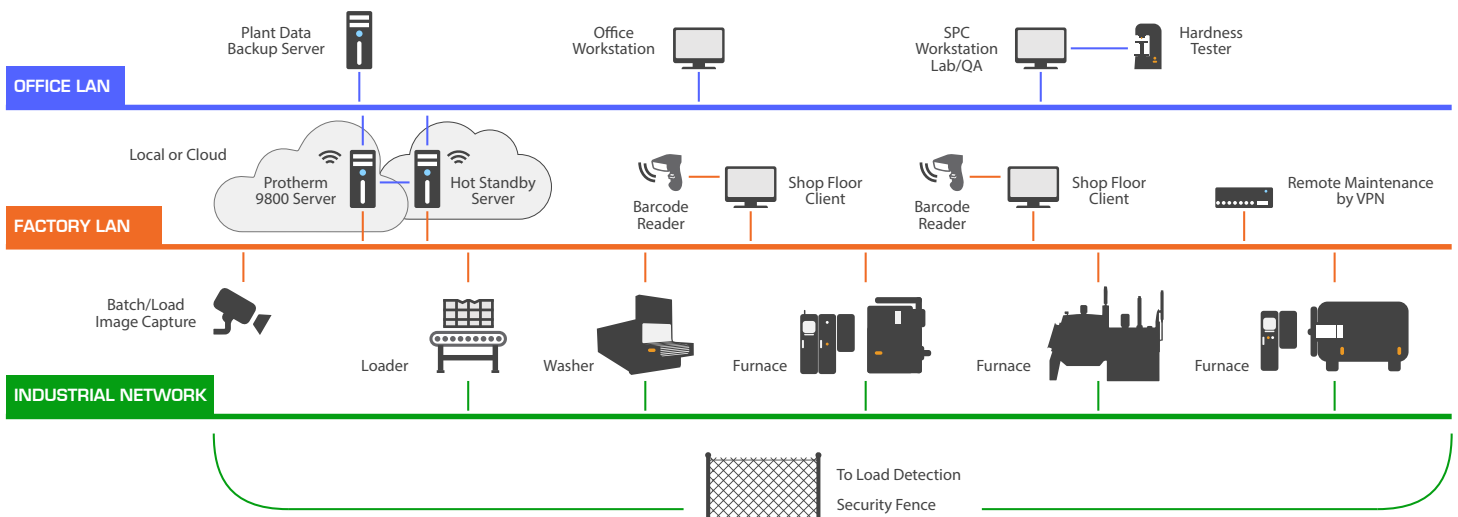 Plant Data
Backup Server
Office
Workstation
SPC
Workstation
Lab/QA
Hardness
Tester
OFFICE LAN
Local or Cloud
Protherm
9800 Server
Hot Standby
Server
Barcode
Reader
Shop Floor
Client
Barcode
Reader
Shop Floor
Client
Remote Maintenance
by VPN
FACTORY LAN
Batch/Load
Image Capture
Loader
Washer
Furnace
Furnace
Furnace
INDUSTRIAL NETWORK
To Load Detection
Security Fence